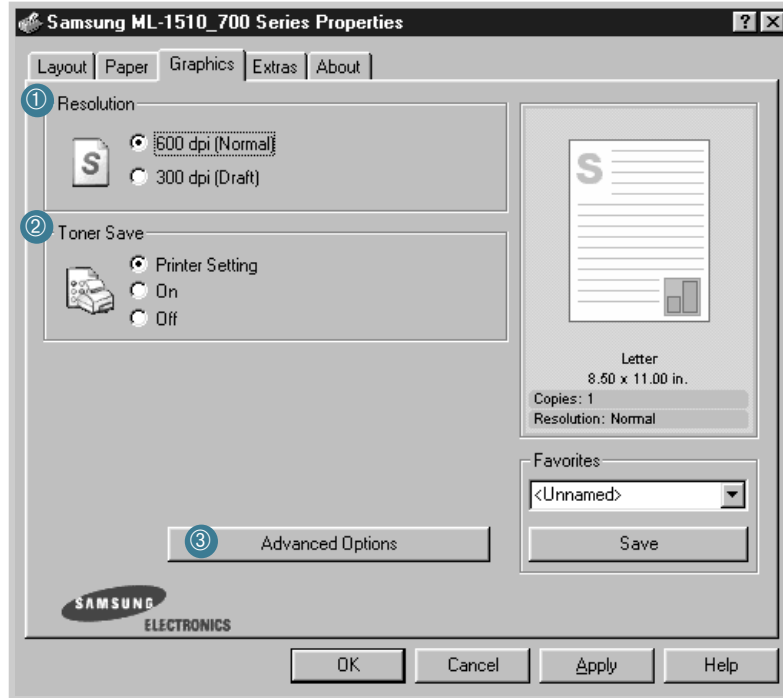 Samsung ML-1510_700 Series Properties
Layout Paper Graphics Extras About
① Resolution
S
600 dpi (Normal)
300 dpi (Draft)
② Toner Save
Printer Setting
On
Off
③ Advanced Options
SAMSUNG
ELECTRONICS
S
Letter
8.50 x 11.00 in.
Copies: 1
Resolution: Normal
Favorites
<Unnamed>
Save
OK Cancel Apply Help